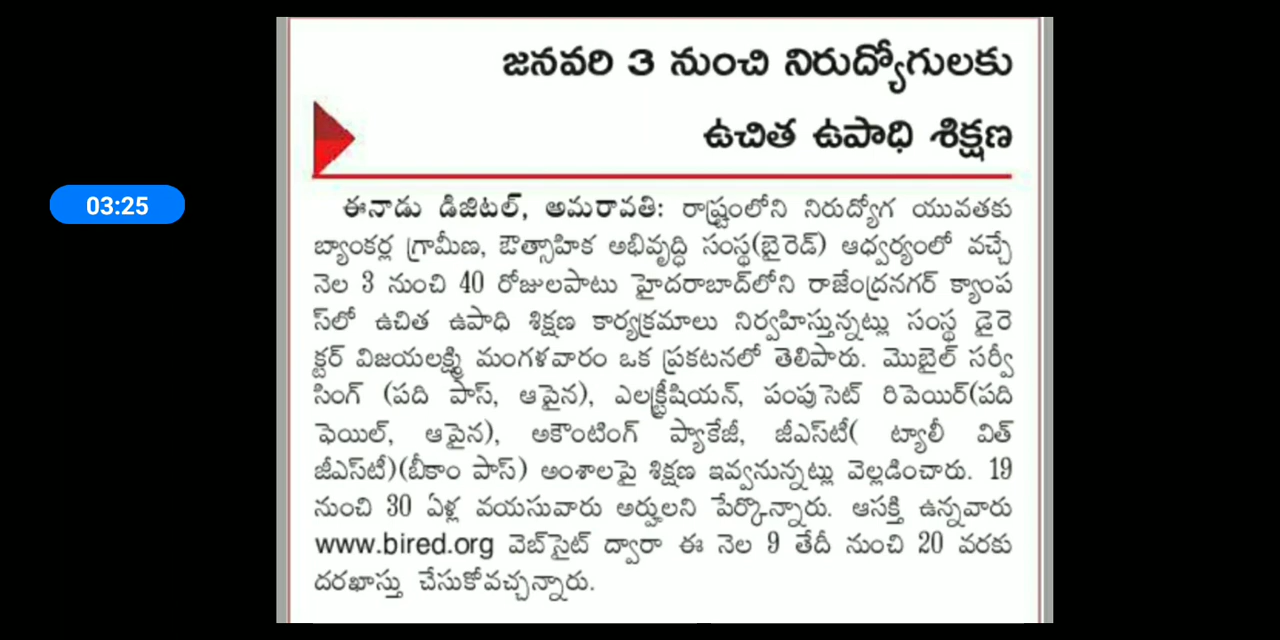 జనవరి 3 నుంచి నిరుద్యోగులకు
ఉచిత ఉపాధి శిక్షణ
03:25
ఈనాడు డిజిటల్, అమరావతి: రాష్ట్రంలోని నిరుద్యోగ యువతకు
బ్యాంకర్ల గ్రామీణ, ఔత్సాహిక అభివృద్ధి సంస్థ(బైరెడ్) ఆధ్వర్యంలో వచ్చే
నెల 3 నుంచి 40 రోజులపాటు హైదరాబాద్‌లోని రాజేంద్రనగర్ క్యాంప
స్‌లో ఉచిత ఉపాధి శిక్షణ కార్యక్రమాలు నిర్వహిస్తున్నట్లు సంస్థ డైరె
క్టర్ విజయలక్ష్మి మంగళవారం ఒక ప్రకటనలో తెలిపారు. మొబైల్ సర్వీ
సింగ్ (పది పాస్, ఆపైన), ఎలక్ట్రీషియన్, పంపుసెట్ రిపెయిర్(పది
ఫెయిల్, ఆపైన), అకౌంటింగ్ ప్యాకేజీ, జీఎస్‌టీ( ట్యాలీ విత్
జీఎస్‌టీ)(బీకాం పాస్) అంశాలపై శిక్షణ ఇవ్వనున్నట్లు వెల్లడించారు. 19
నుంచి 30 ఏళ్ల వయసువారు అర్హులని పేర్కొన్నారు. ఆసక్తి ఉన్నవారు
www.bired.org వెబ్‌సైట్ ద్వారా ఈ నెల 9 తేదీ నుంచి 20 వరకు
దరఖాస్తు చేసుకోవచ్చన్నారు.